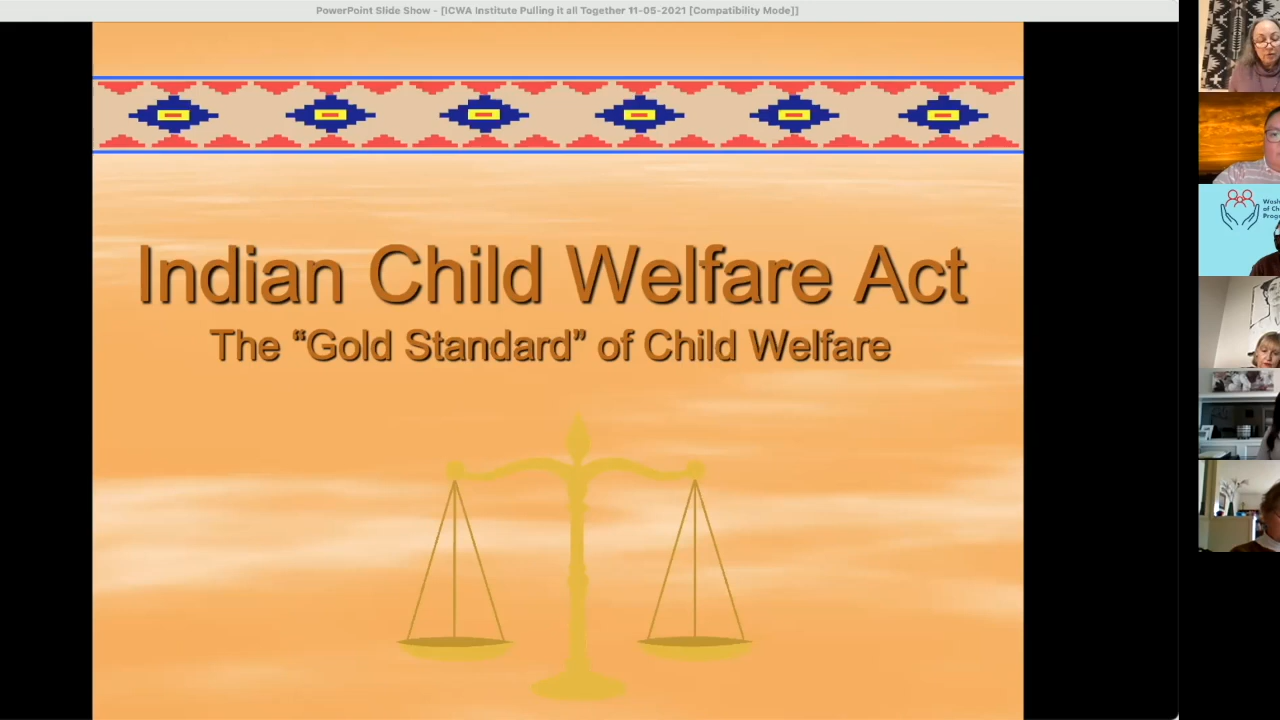 PowerPoint Slide Show - [ICWA Institute Pulling it all Together 11-05-2021 [Compatibility Mode]]
Indian Child Welfare Act
The “Gold Standard” of Child Welfare